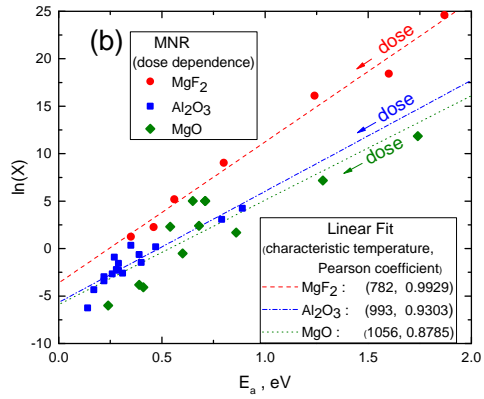 25
20
15
10
5
0
-5
-10
ln(X)
(b)
MNR
(dose dependence)
MgF₂
Al₂O₃
MgO
dose
dose
dose
Linear Fit
(characteristic temperature,
Pearson coefficient)
MgF₂ : (782, 0.9929)
Al₂O₃ : (993, 0.9303)
MgO : (1056, 0.8785)
0.0 0.5 1.0 1.5 2.0
Eₐ , eV